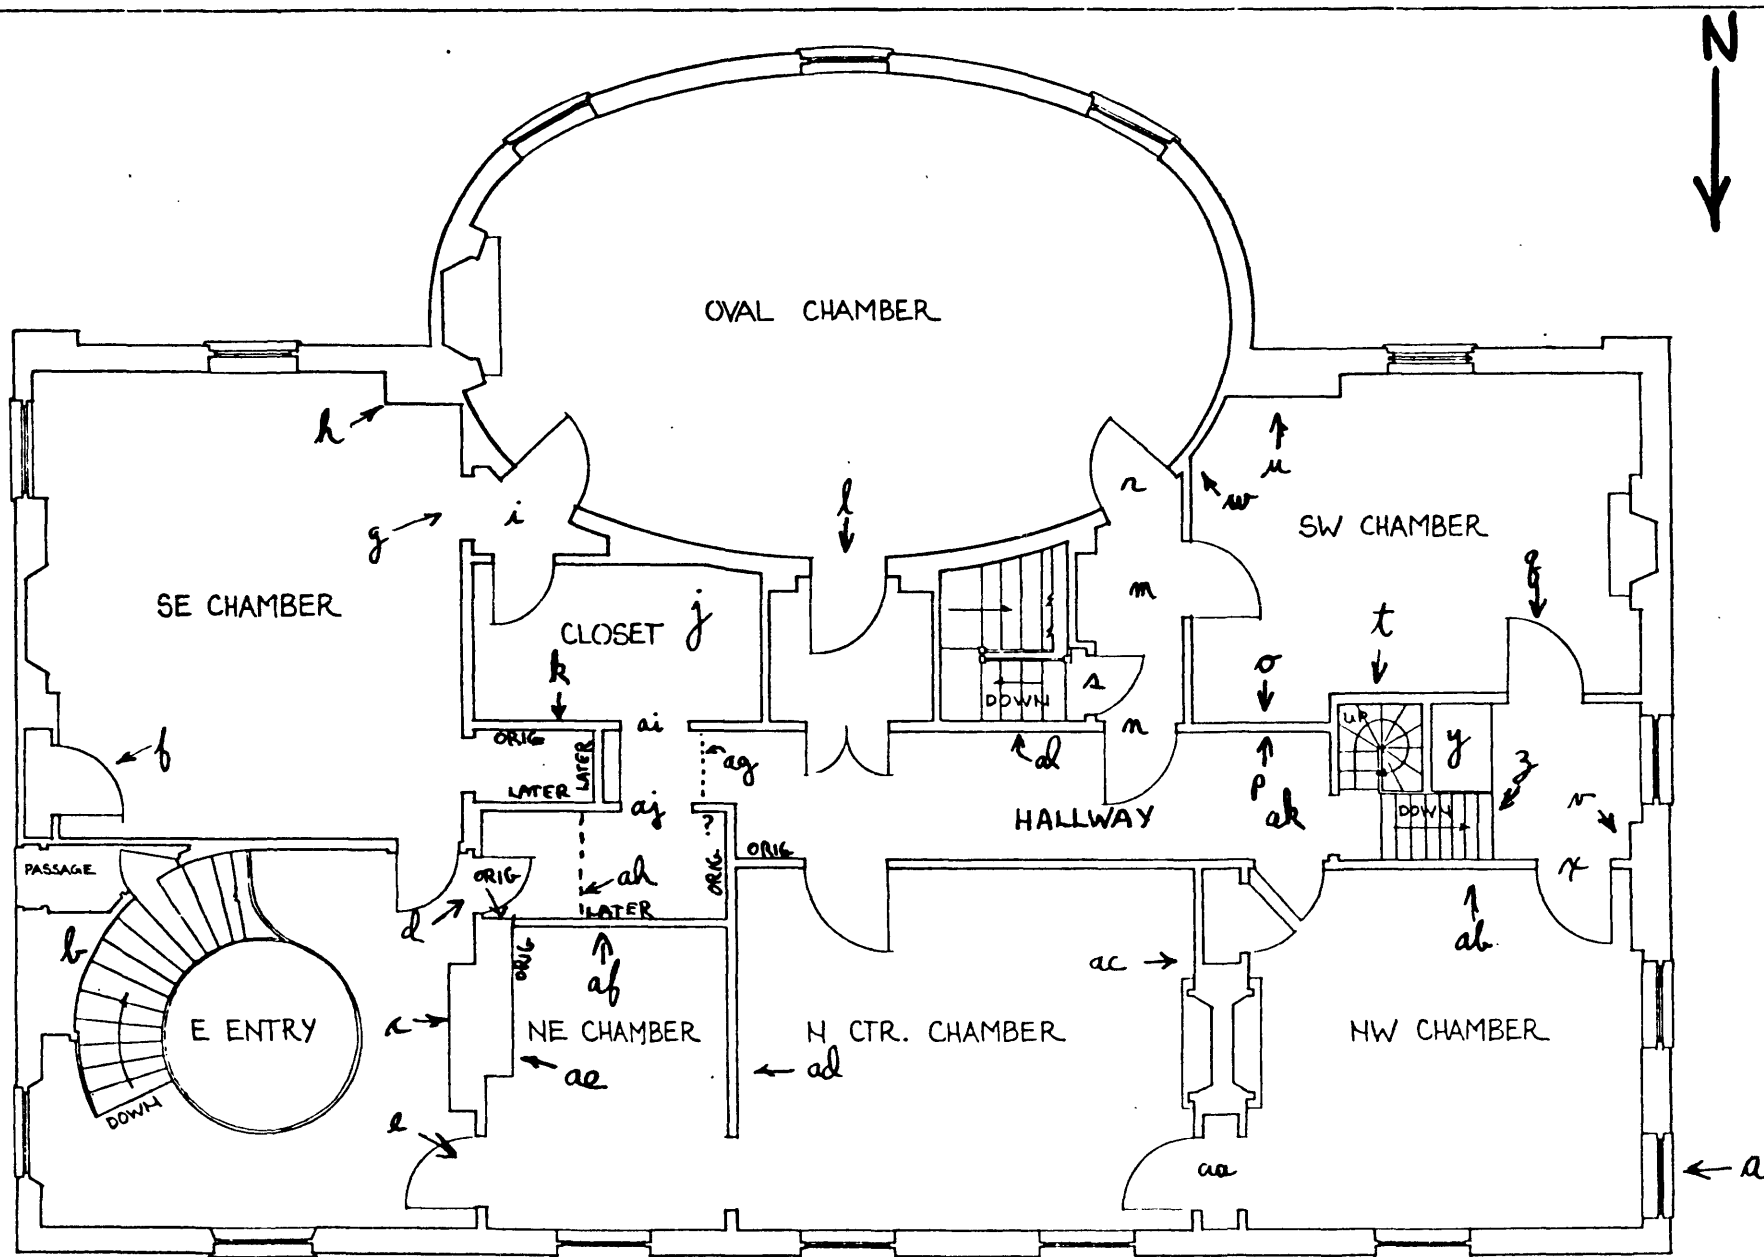 N
OVAL CHAMBER
h
u
w
l
r
i
g
SW CHAMBER
q
m
SE CHAMBER
j
CLOSET
t
k
s
o
DOWN
ai
n
UP
y
f
ORIG
LATER
ag
al
p
z
LATER
aj
HALLWAY
ak
DOWN
v
?
ORIG
PASSAGE
ORIG
ah
ORIG
x
LATER
d
b
ORIG
af
ac
ab
E ENTRY
c
NE CHAMBER
N CTR. CHAMBER
NW CHAMBER
ae
ad
DOWN
e
aa
a